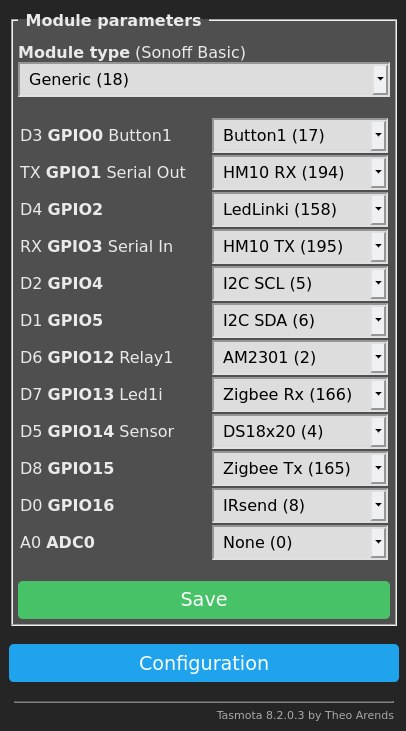 Module parameters
Module type (Sonoff Basic)
Generic (18)
D3 GPIO0 Button1 Button1 (17)
TX GPIO1 Serial Out HM10 RX (194)
D4 GPIO2 LedLinki (158)
RX GPIO3 Serial In HM10 TX (195)
D2 GPIO4 I2C SCL (5)
D1 GPIO5 I2C SDA (6)
D6 GPIO12 Relay1 AM2301 (2)
D7 GPIO13 Led1i Zigbee Rx (166)
D5 GPIO14 Sensor DS18x20 (4)
D8 GPIO15 Zigbee Tx (165)
D0 GPIO16 IRsend (8)
A0 ADC0 None (0)
Save
Configuration
Tasmota 8.2.0.3 by Theo Arends